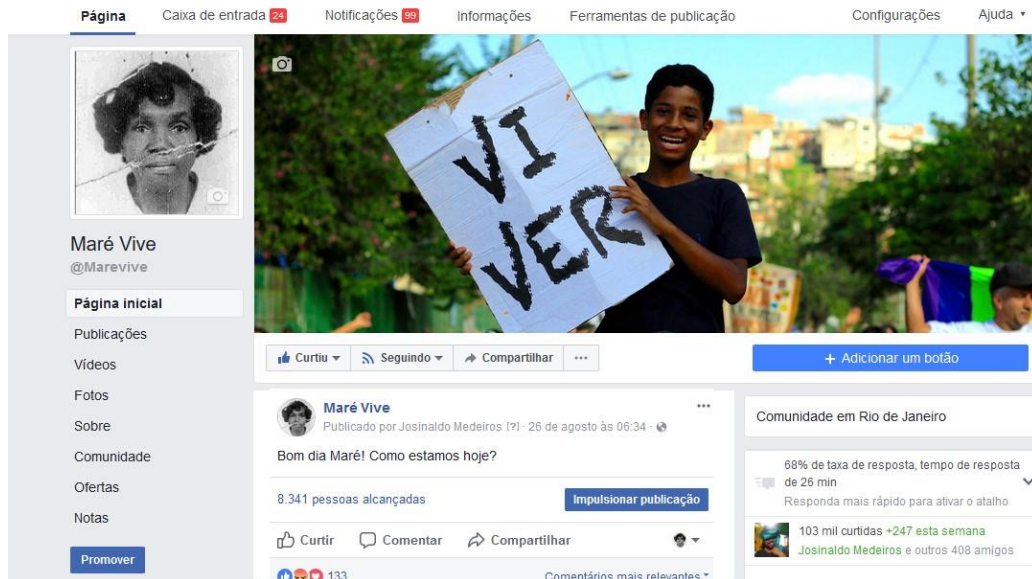 Página Caixa de entrada 24 Notificações 99 Informações Ferramentas de publicação Configurações Ajuda
VI
VER
Maré Vive
@Marevive
Página inicial
Publicações
Vídeos
Fotos
Sobre
Comunidade
Ofertas
Notas
Promover
Curtiu Seguindo Compartilhar ...
+ Adicionar um botão
Maré Vive
Publicado por Josinaldo Medeiros [?] · 26 de agosto às 06:34 ·
Bom dia Maré! Como estamos hoje?
8.341 pessoas alcançadas Impulsionar publicação
Curtir Comentar Compartilhar
133 Comentários mais relevantes
Comunidade em Rio de Janeiro
68% de taxa de resposta, tempo de resposta
de 26 min
Responda mais rápido para ativar o atalho
103 mil curtidas +247 esta semana
Josinaldo Medeiros e outros 408 amigos